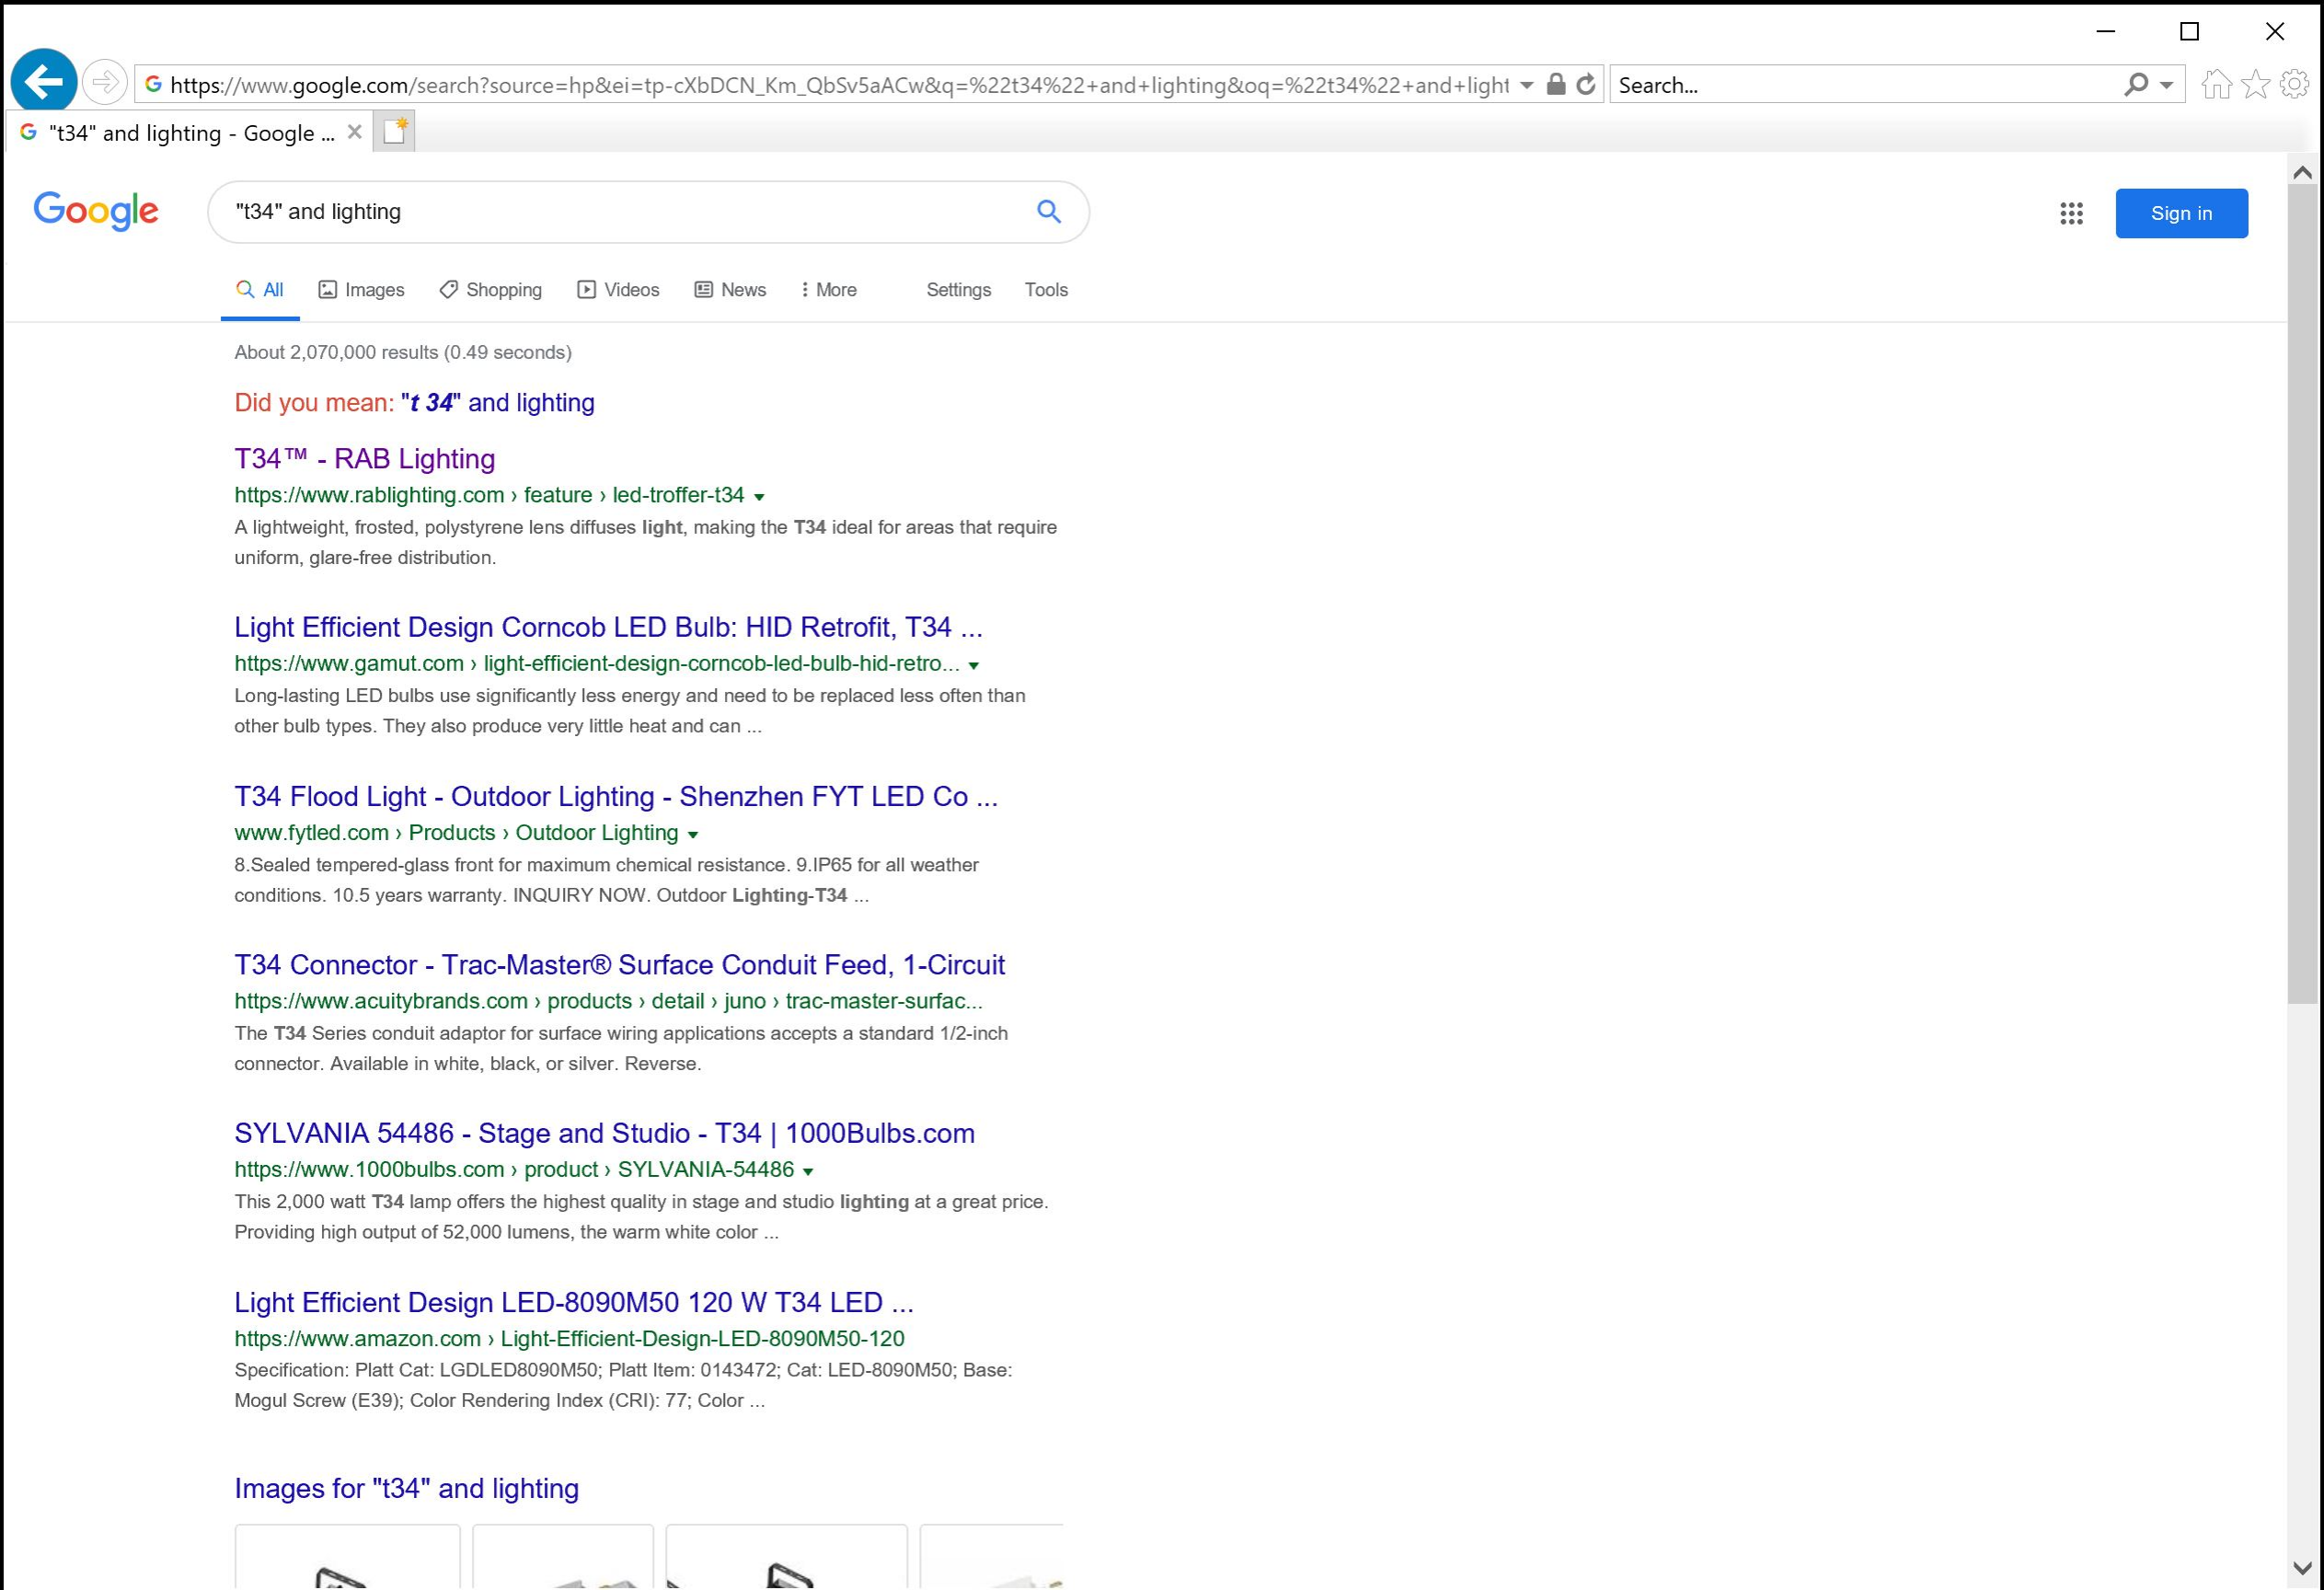 https://www.google.com/search?source=hp&ei=tp-cXbDCN_Km_QbSv5aACw&q=%22t34%22+and+lighting&oq=%22t34%22+and+light
Search...
"t34" and lighting - Google ...
Google
"t34" and lighting
Sign in
All Images Shopping Videos News More Settings Tools
About 2,070,000 results (0.49 seconds)
Did you mean: "t 34" and lighting
T34™ - RAB Lighting
https://www.rablighting.com › feature › led-troffer-t34
A lightweight, frosted, polystyrene lens diffuses light, making the T34 ideal for areas that require
uniform, glare-free distribution.
Light Efficient Design Corncob LED Bulb: HID Retrofit, T34 ...
https://www.gamut.com › light-efficient-design-corncob-led-bulb-hid-retro...
Long-lasting LED bulbs use significantly less energy and need to be replaced less often than
other bulb types. They also produce very little heat and can ...
T34 Flood Light - Outdoor Lighting - Shenzhen FYT LED Co ...
www.fytled.com › Products › Outdoor Lighting
8.Sealed tempered-glass front for maximum chemical resistance. 9.IP65 for all weather
conditions. 10.5 years warranty. INQUIRY NOW. Outdoor Lighting-T34 ...
T34 Connector - Trac-Master® Surface Conduit Feed, 1-Circuit
https://www.acuitybrands.com › products › detail › juno › trac-master-surfac...
The T34 Series conduit adaptor for surface wiring applications accepts a standard 1/2-inch
connector. Available in white, black, or silver. Reverse.
SYLVANIA 54486 - Stage and Studio - T34 | 1000Bulbs.com
https://www.1000bulbs.com › product › SYLVANIA-54486
This 2,000 watt T34 lamp offers the highest quality in stage and studio lighting at a great price.
Providing high output of 52,000 lumens, the warm white color ...
Light Efficient Design LED-8090M50 120 W T34 LED ...
https://www.amazon.com › Light-Efficient-Design-LED-8090M50-120
Specification: Platt Cat: LGDLED8090M50; Platt Item: 0143472; Cat: LED-8090M50; Base:
Mogul Screw (E39); Color Rendering Index (CRI): 77; Color ...
Images for "t34" and lighting